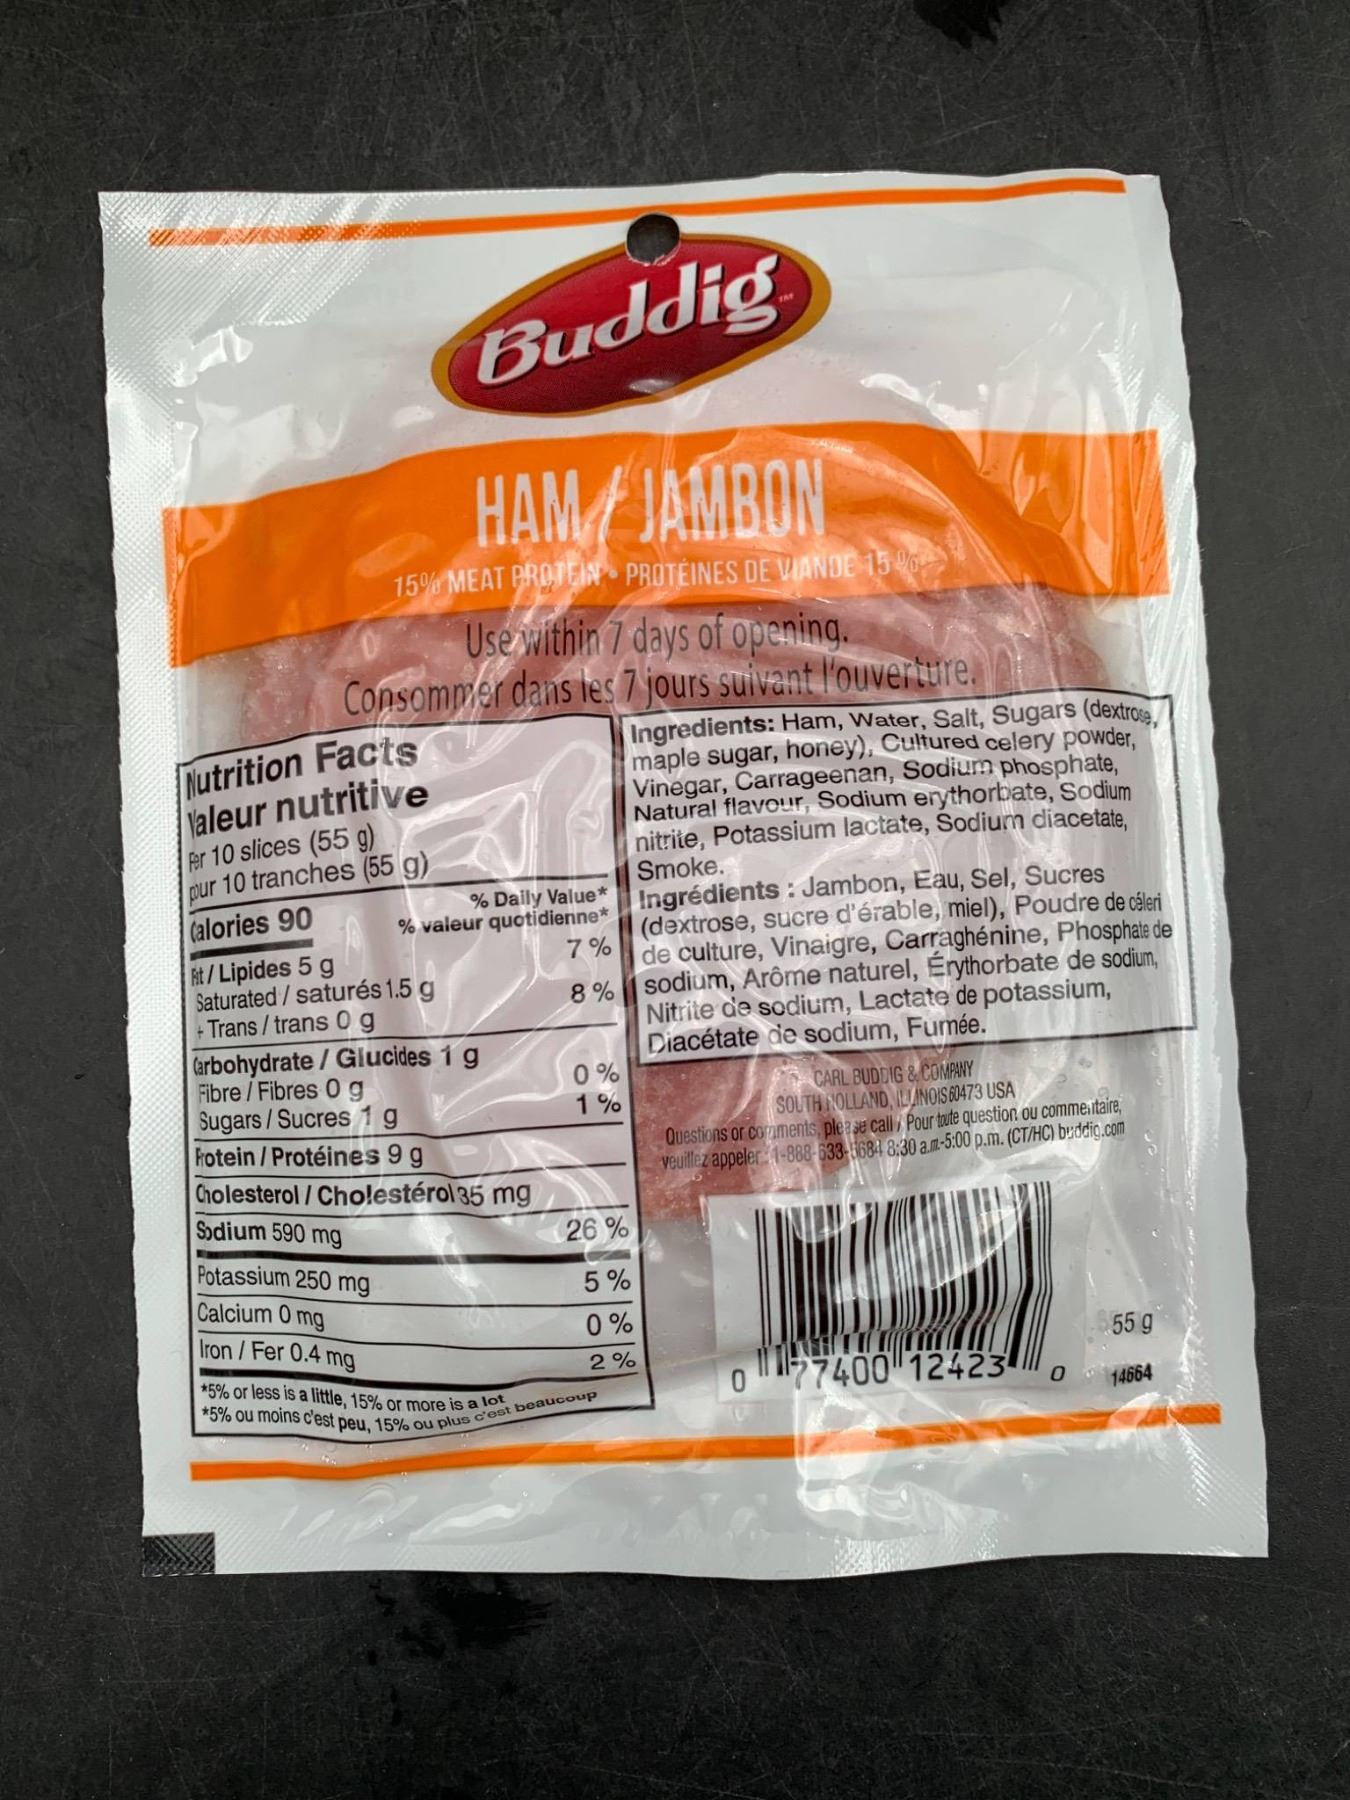 Buddig™
HAM / JAMBON
15% MEAT PROTEIN • PROTÉINES DE VIANDE 15 %
Use within 7 days of opening.
Consommer dans les 7 jours suivant l'ouverture.
Nutrition Facts
Valeur nutritive
Per 10 slices (55 g)
pour 10 tranches (55 g)
Calories 90
% Daily Value*
% valeur quotidienne*
Fat / Lipides 5 g 7 %
Saturated / saturés 1.5 g
+ Trans / trans 0 g 8 %
Carbohydrate / Glucides 1 g
Fibre / Fibres 0 g 0 %
Sugars / Sucres 1 g 1 %
Protein / Protéines 9 g
Cholesterol / Cholestérol 35 mg
Sodium 590 mg 26 %
Potassium 250 mg 5 %
Calcium 0 mg 0 %
Iron / Fer 0.4 mg 2 %
*5% or less is a little, 15% or more is a lot
*5% ou moins c'est peu, 15% ou plus c'est beaucoup
Ingredients: Ham, Water, Salt, Sugars (dextrose,
maple sugar, honey), Cultured celery powder,
Vinegar, Carrageenan, Sodium phosphate,
Natural flavour, Sodium erythorbate, Sodium
nitrite, Potassium lactate, Sodium diacetate,
Smoke.
Ingrédients : Jambon, Eau, Sel, Sucres
(dextrose, sucre d'érable, miel), Poudre de céleri
de culture, Vinaigre, Carraghénine, Phosphate de
sodium, Arôme naturel, Érythorbate de sodium,
Nitrite de sodium, Lactate de potassium,
Diacétate de sodium, Fumée.
CARL BUDDIG & COMPANY
SOUTH HOLLAND, ILLINOIS 60473 USA
Questions or comments, please call / Pour toute question ou commentaire,
veuillez appeler : 1-888-633-5684 8:30 a.m.-5:00 p.m. (CT/HC) buddig.com
0 77400 12423 0
55 g
14664